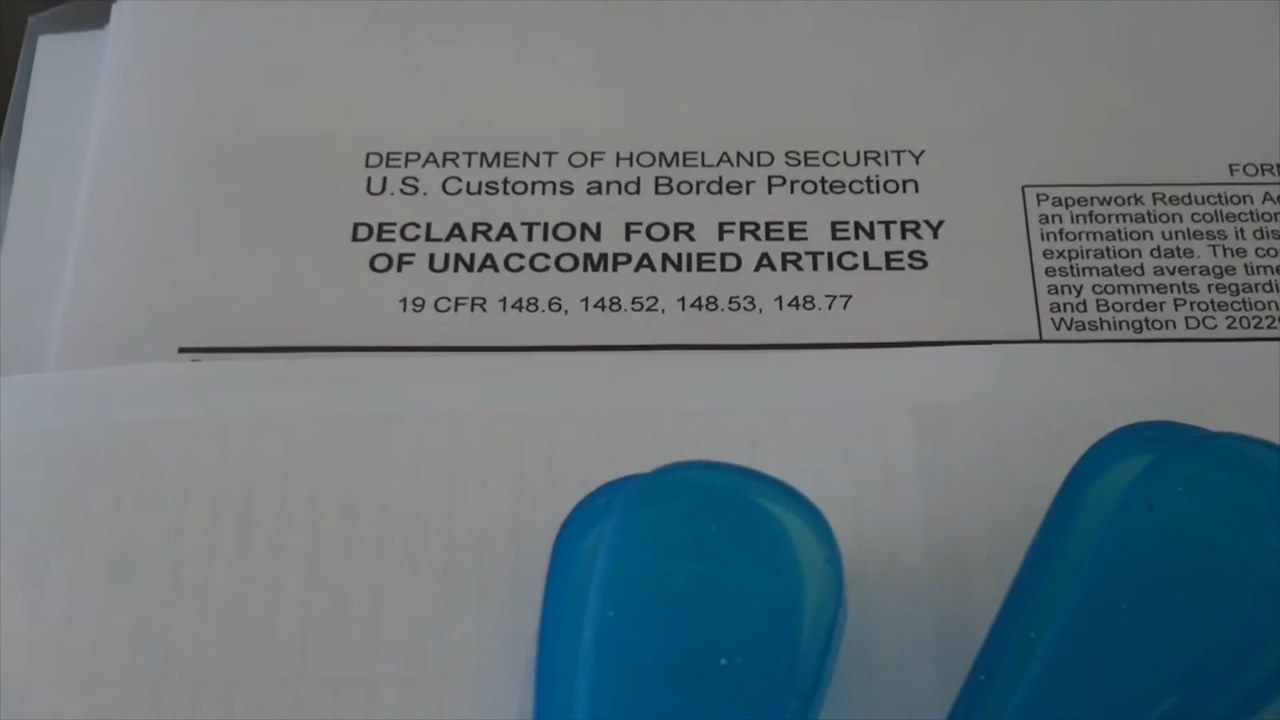 DEPARTMENT OF HOMELAND SECURITY
U.S. Customs and Border Protection
DECLARATION FOR FREE ENTRY
OF UNACCOMPANIED ARTICLES
19 CFR 148.6, 148.52, 148.53, 148.77
Paperwork Reduction
an information collection
information unless it
expiration date. The
estimated average
any comments
and Border Protection
Washington DC